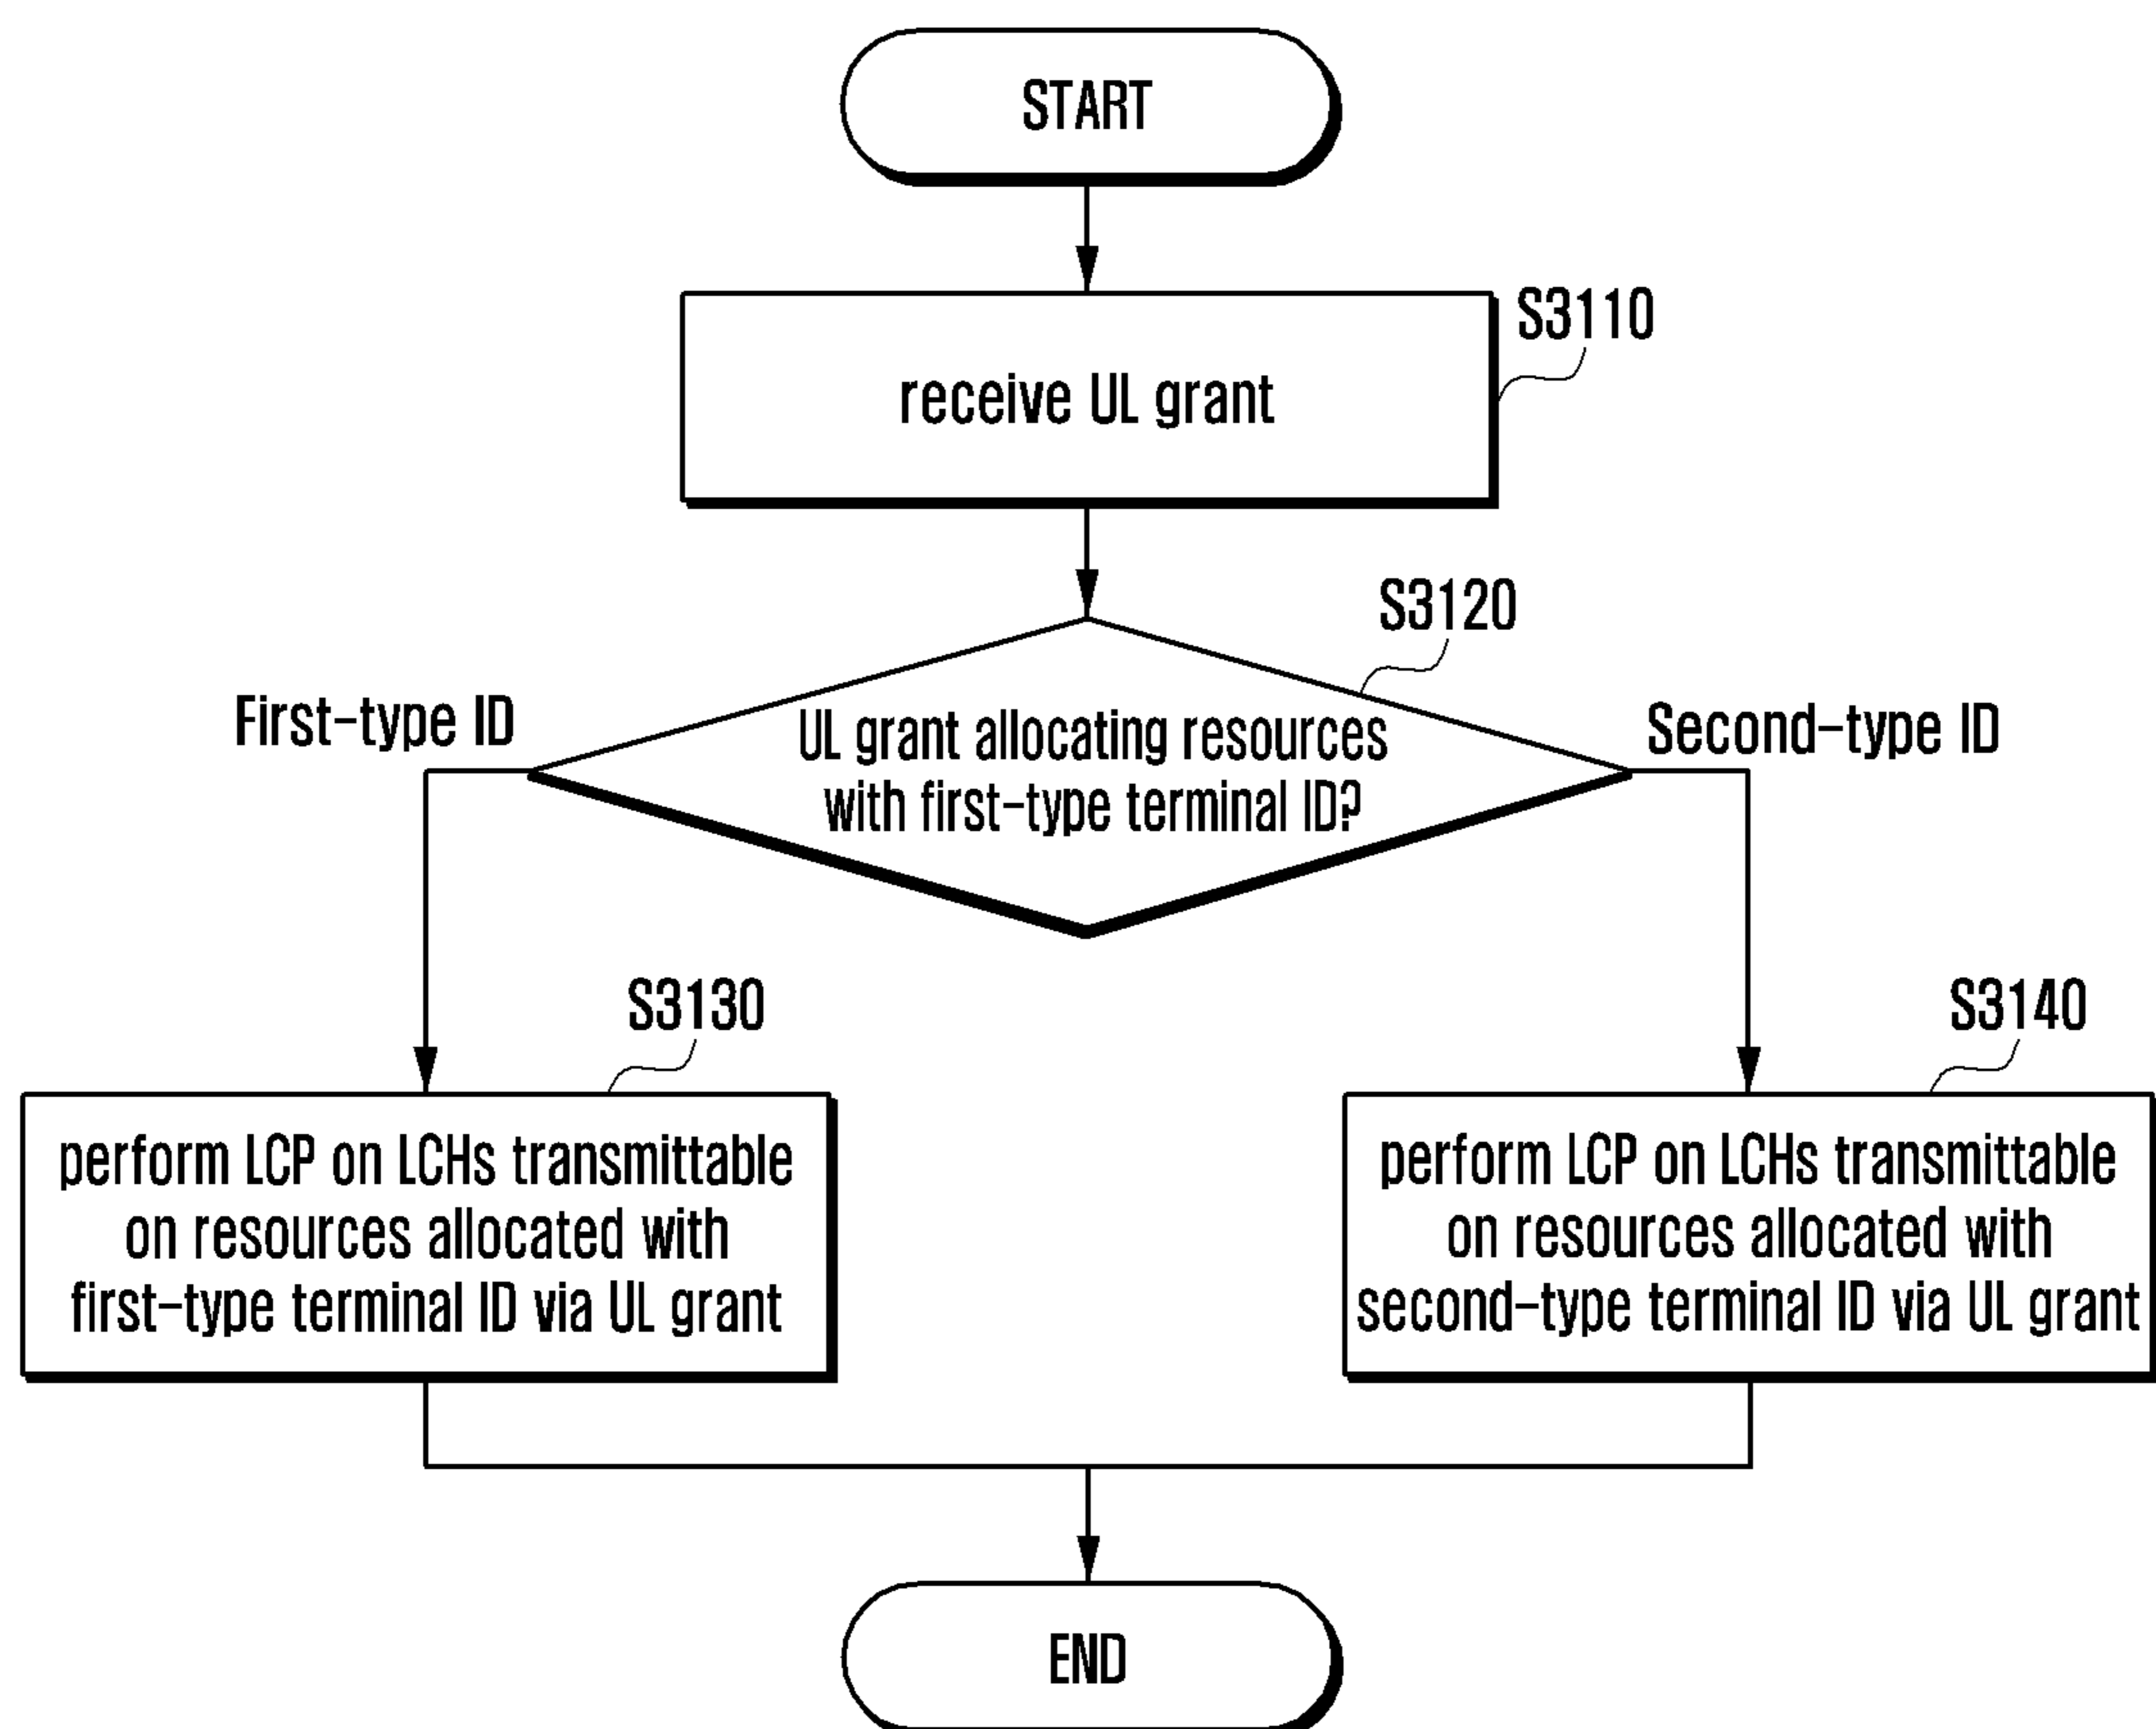 START
S3110
receive UL grant
S3120
First-type ID
Second-type ID
UL grant allocating resources
with first-type terminal ID?
S3130
S3140
perform LCP on LCHs transmittable
on resources allocated with
first-type terminal ID via UL grant
perform LCP on LCHs transmittable
on resources allocated with
second-type terminal ID via UL grant
END